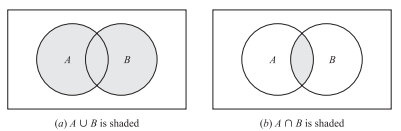 A B
A B
(a) A ∪ B is shaded
(b) A ∩ B is shaded